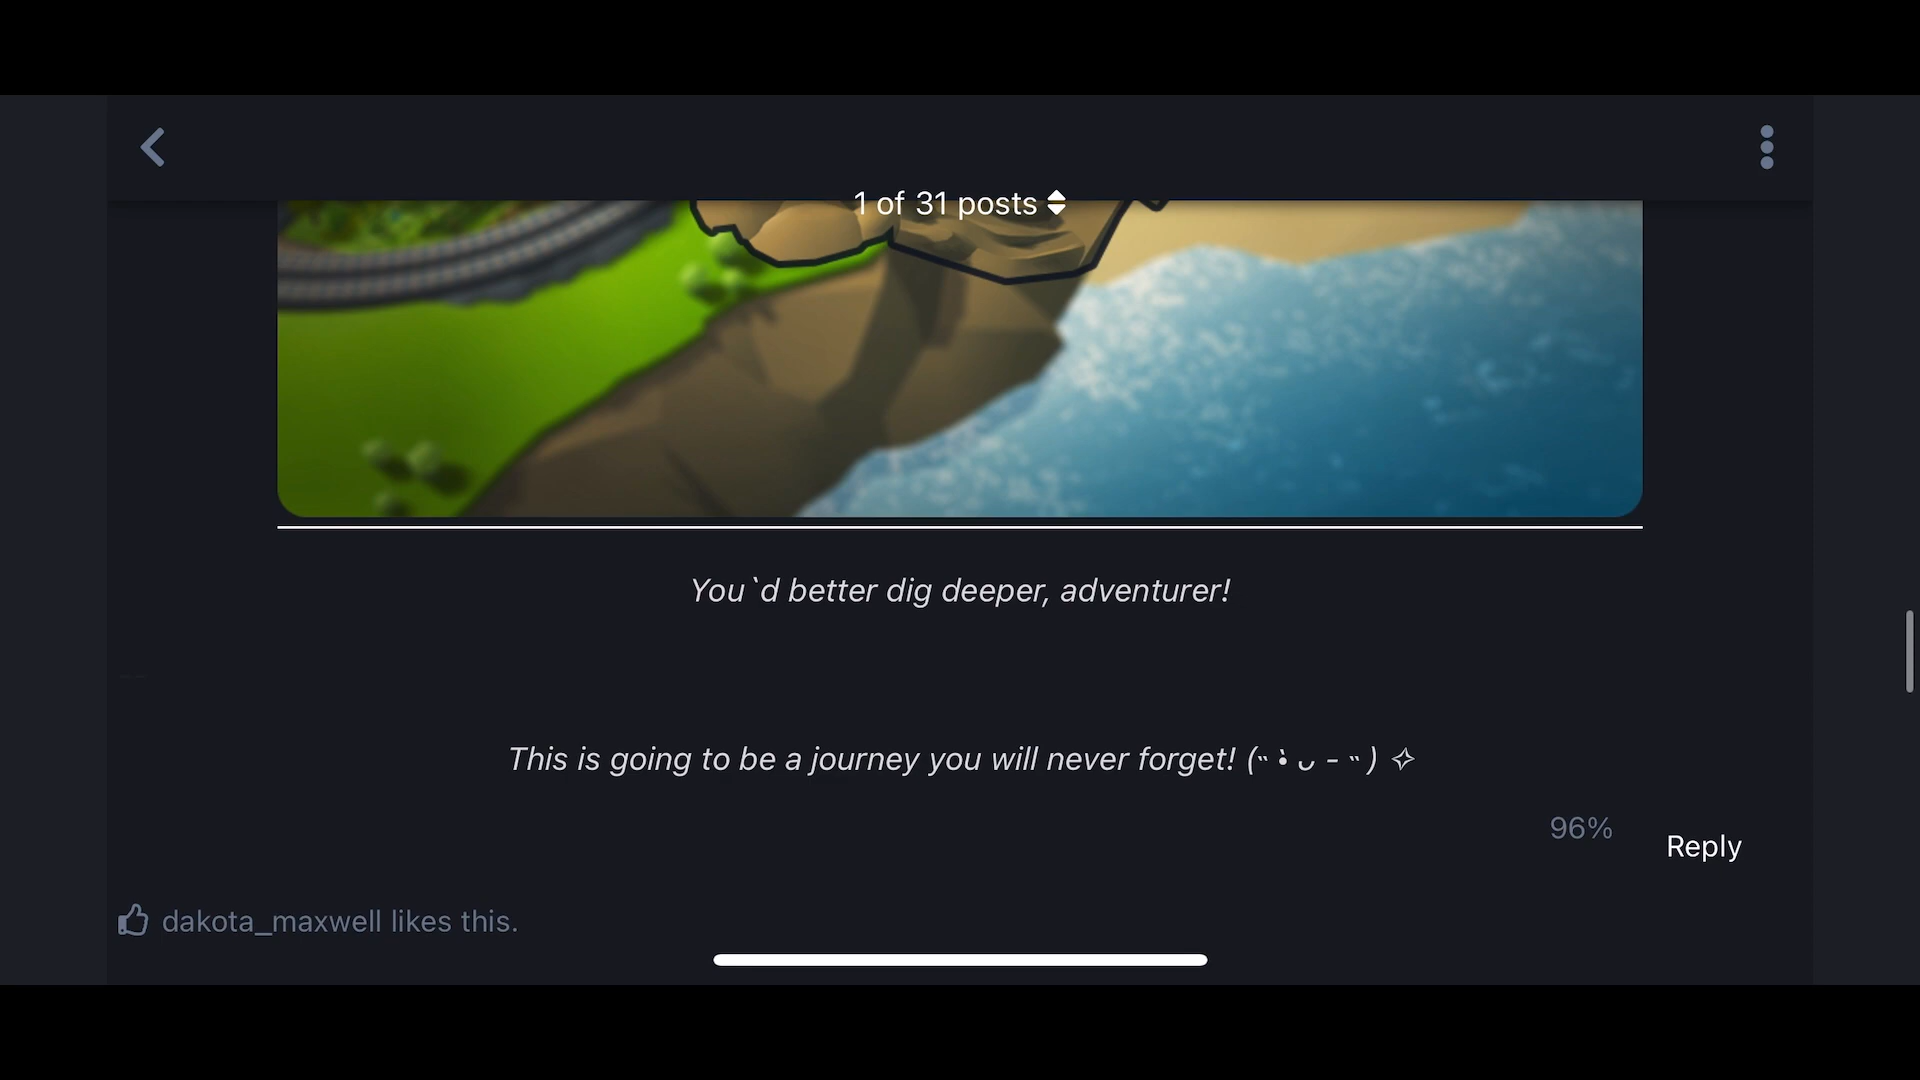 1 of 31 posts
You`d better dig deeper, adventurer!
This is going to be a journey you will never forget! (˵ •̀ ᴗ - ˵ ) ✧
96%
Reply
dakota_maxwell likes this.